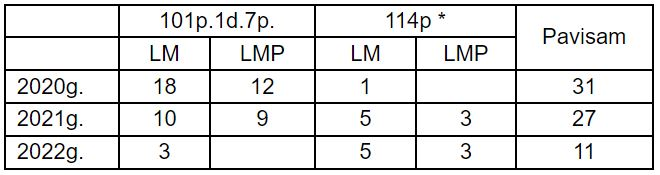 101p.1d.7p. 114p * Pavisam
LM LMP LM LMP
2020g. 18 12 1 31
2021g. 10 9 5 3 27
2022g. 3 5 3 11